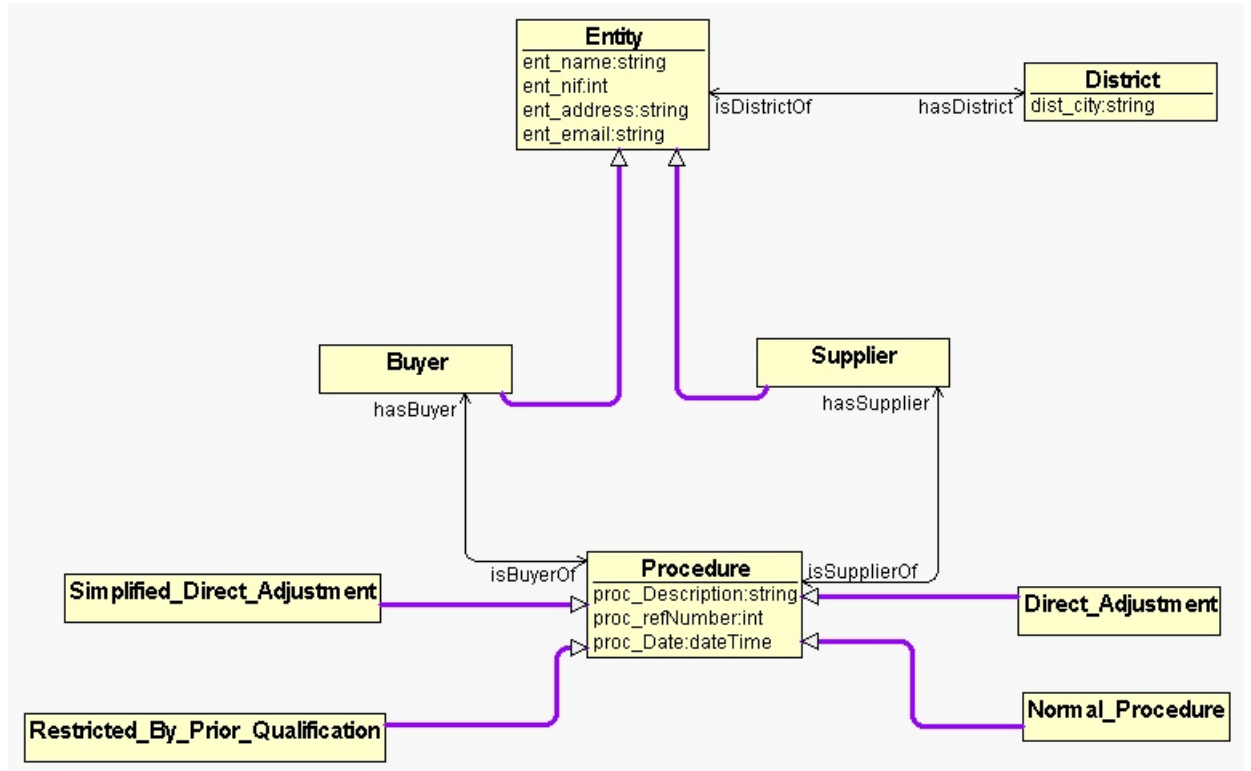 Entity
ent_name:string
ent_nif:int
ent_address:string
ent_email:string
isDistrictOf
hasDistrict
District
dist_city:string
Buyer
Supplier
hasBuyer
hasSupplier
isBuyerOf
Procedure
proc_Description:string
proc_refNumber:int
proc_Date:dateTime
isSupplierOf
Simplified_Direct_Adjustment
Direct_Adjustment
Restricted_By_Prior_Qualification
Normal_Procedure